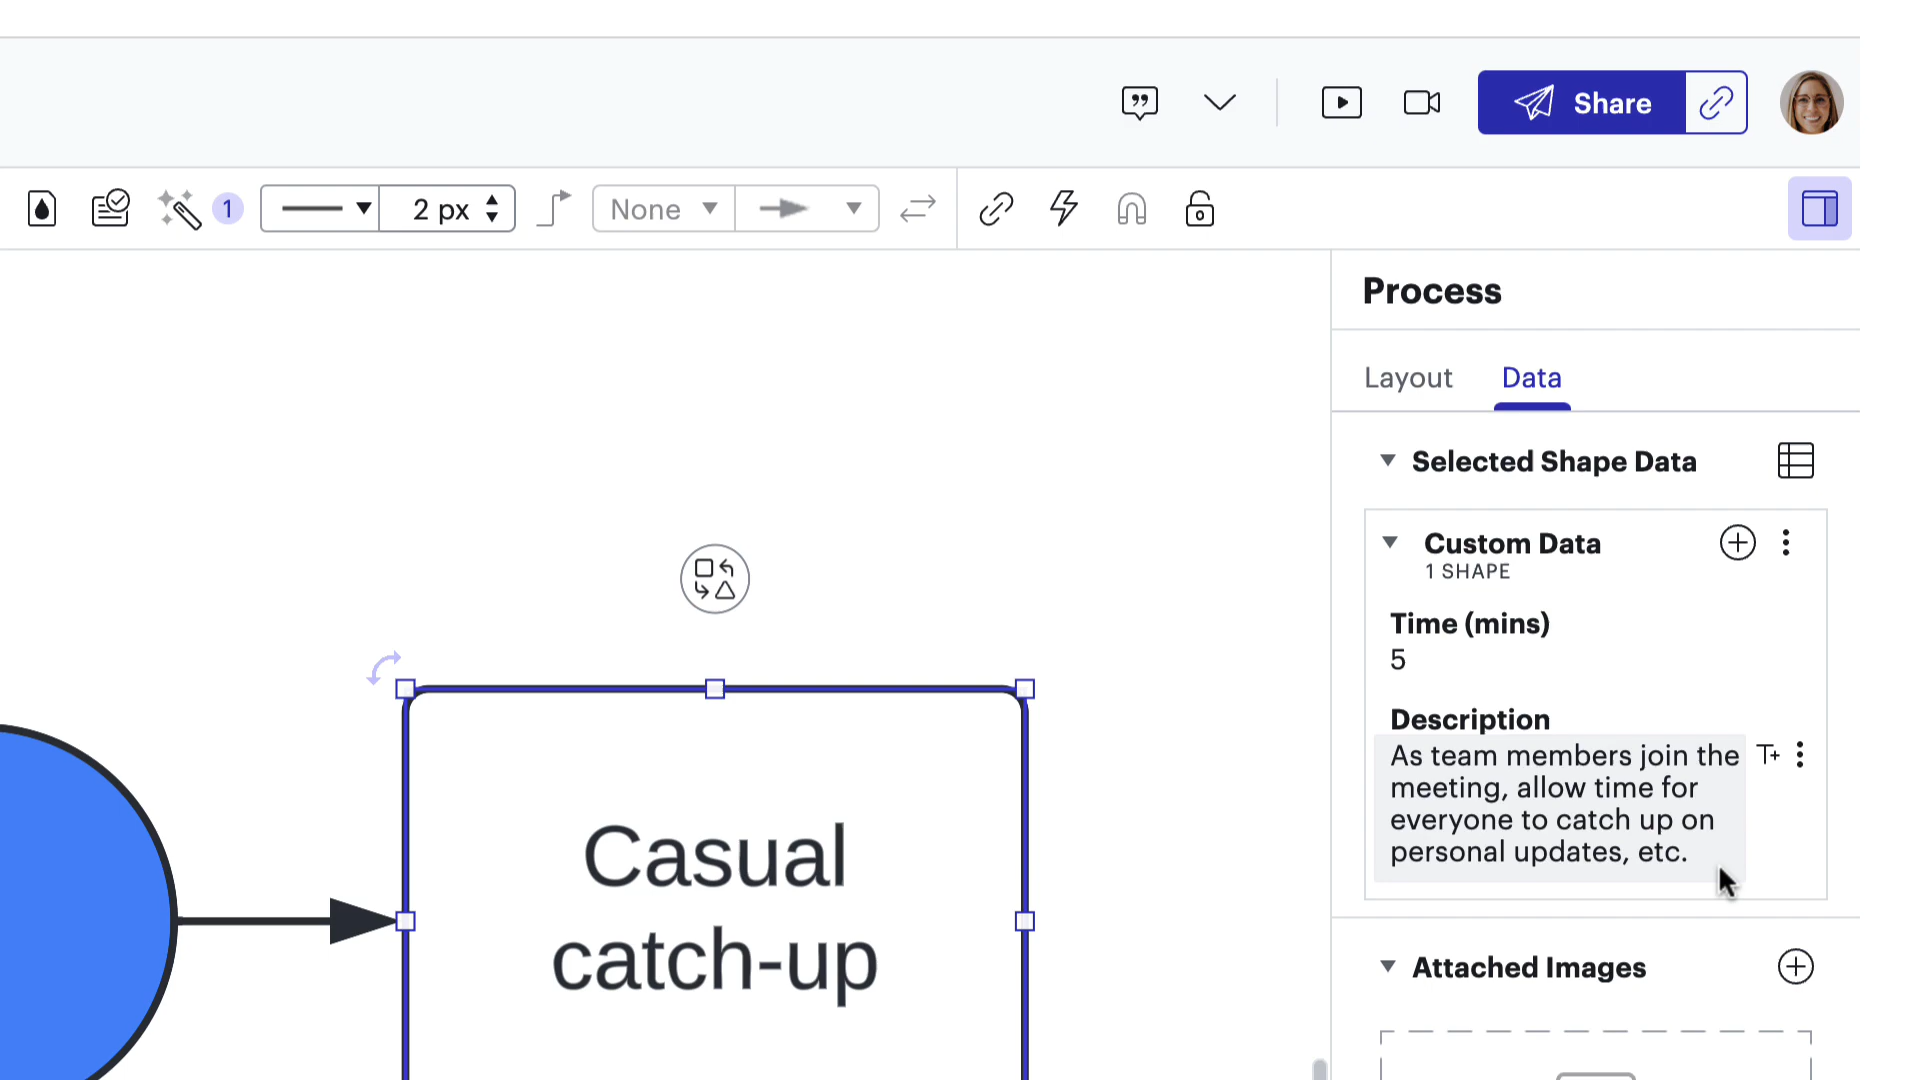 Share
1
2 px
None
Process
Layout Data
Selected Shape Data
Custom Data
1 SHAPE
Time (mins)
5
Description
As team members join the
meeting, allow time for
everyone to catch up on
personal updates, etc.
Attached Images
Casual
catch-up